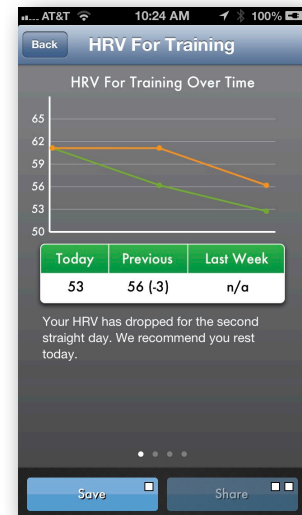 AT&T 10:24 AM 100%
Back HRV For Training
HRV For Training Over Time
65
62
59
56
53
50
Today Previous Last Week
53 56 (-3) n/a
Your HRV has dropped for the second
straight day. We recommend you rest
today.
Save Share